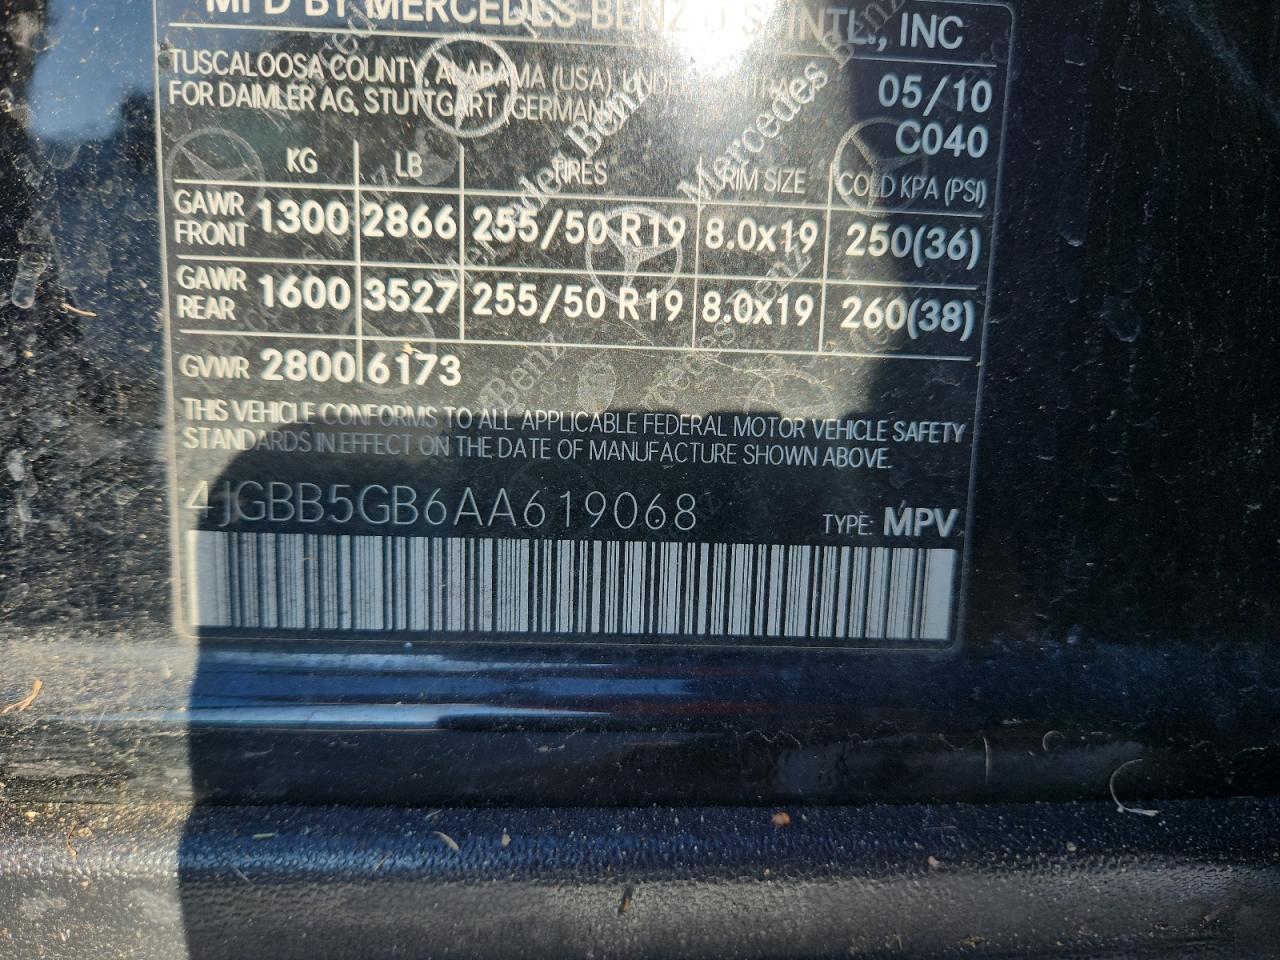 MFD BY MERCEDES-BENZ U.S. INTL., INC
TUSCALOOSA COUNTY, ALABAMA (USA), UNDER
FOR DAIMLER AG, STUTTGART (GERMANY)
05/10
C040
KG LB TIRES RIM SIZE COLD KPA (PSI)
GAWR FRONT 1300 2866 255/50 R19 8.0x19 250(36)
GAWR REAR 1600 3527 255/50 R19 8.0x19 260(38)
GVWR 2800 6173
THIS VEHICLE CONFORMS TO ALL APPLICABLE FEDERAL MOTOR VEHICLE SAFETY
STANDARDS IN EFFECT ON THE DATE OF MANUFACTURE SHOWN ABOVE.
4JGBB5GB6AA619068 TYPE: MPV